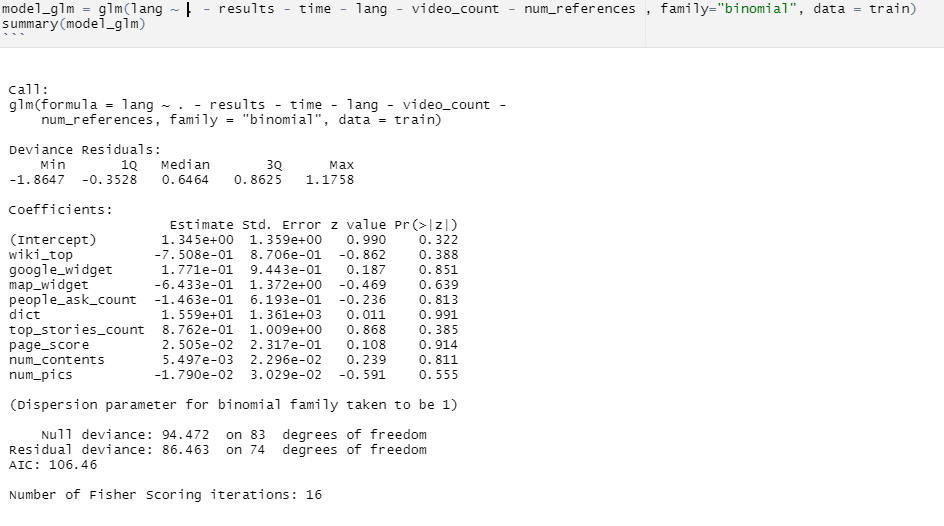 model_glm = glm(lang ~ . - results - time - lang - video_count - num_references , family="binomial", data = train)
summary(model_glm)
```
Call:
glm(formula = lang ~ . - results - time - lang - video_count -
    num_references, family = "binomial", data = train)
Deviance Residuals:
    Min      1Q  Median      3Q     Max
-1.8647 -0.3528  0.6464  0.8625  1.1758
Coefficients:
                    Estimate Std. Error z value Pr(>|z|)
(Intercept)        1.345e+00  1.359e+00   0.990    0.322
wiki_top          -7.508e-01  8.706e-01  -0.862    0.388
google_widget      1.771e-01  9.443e-01   0.187    0.851
map_widget        -6.433e-01  1.372e+00  -0.469    0.639
people_ask_count  -1.463e-01  6.193e-01  -0.236    0.813
dict               1.559e+01  1.361e+03   0.011    0.991
top_stories_count  8.762e-01  1.009e+00   0.868    0.385
page_score         2.505e-02  2.317e-01   0.108    0.914
num_contents       5.497e-03  2.296e-02   0.239    0.811
num_pics          -1.790e-02  3.029e-02  -0.591    0.555
(Dispersion parameter for binomial family taken to be 1)
    Null deviance: 94.472  on 83  degrees of freedom
Residual deviance: 86.463  on 74  degrees of freedom
AIC: 106.46
Number of Fisher Scoring iterations: 16